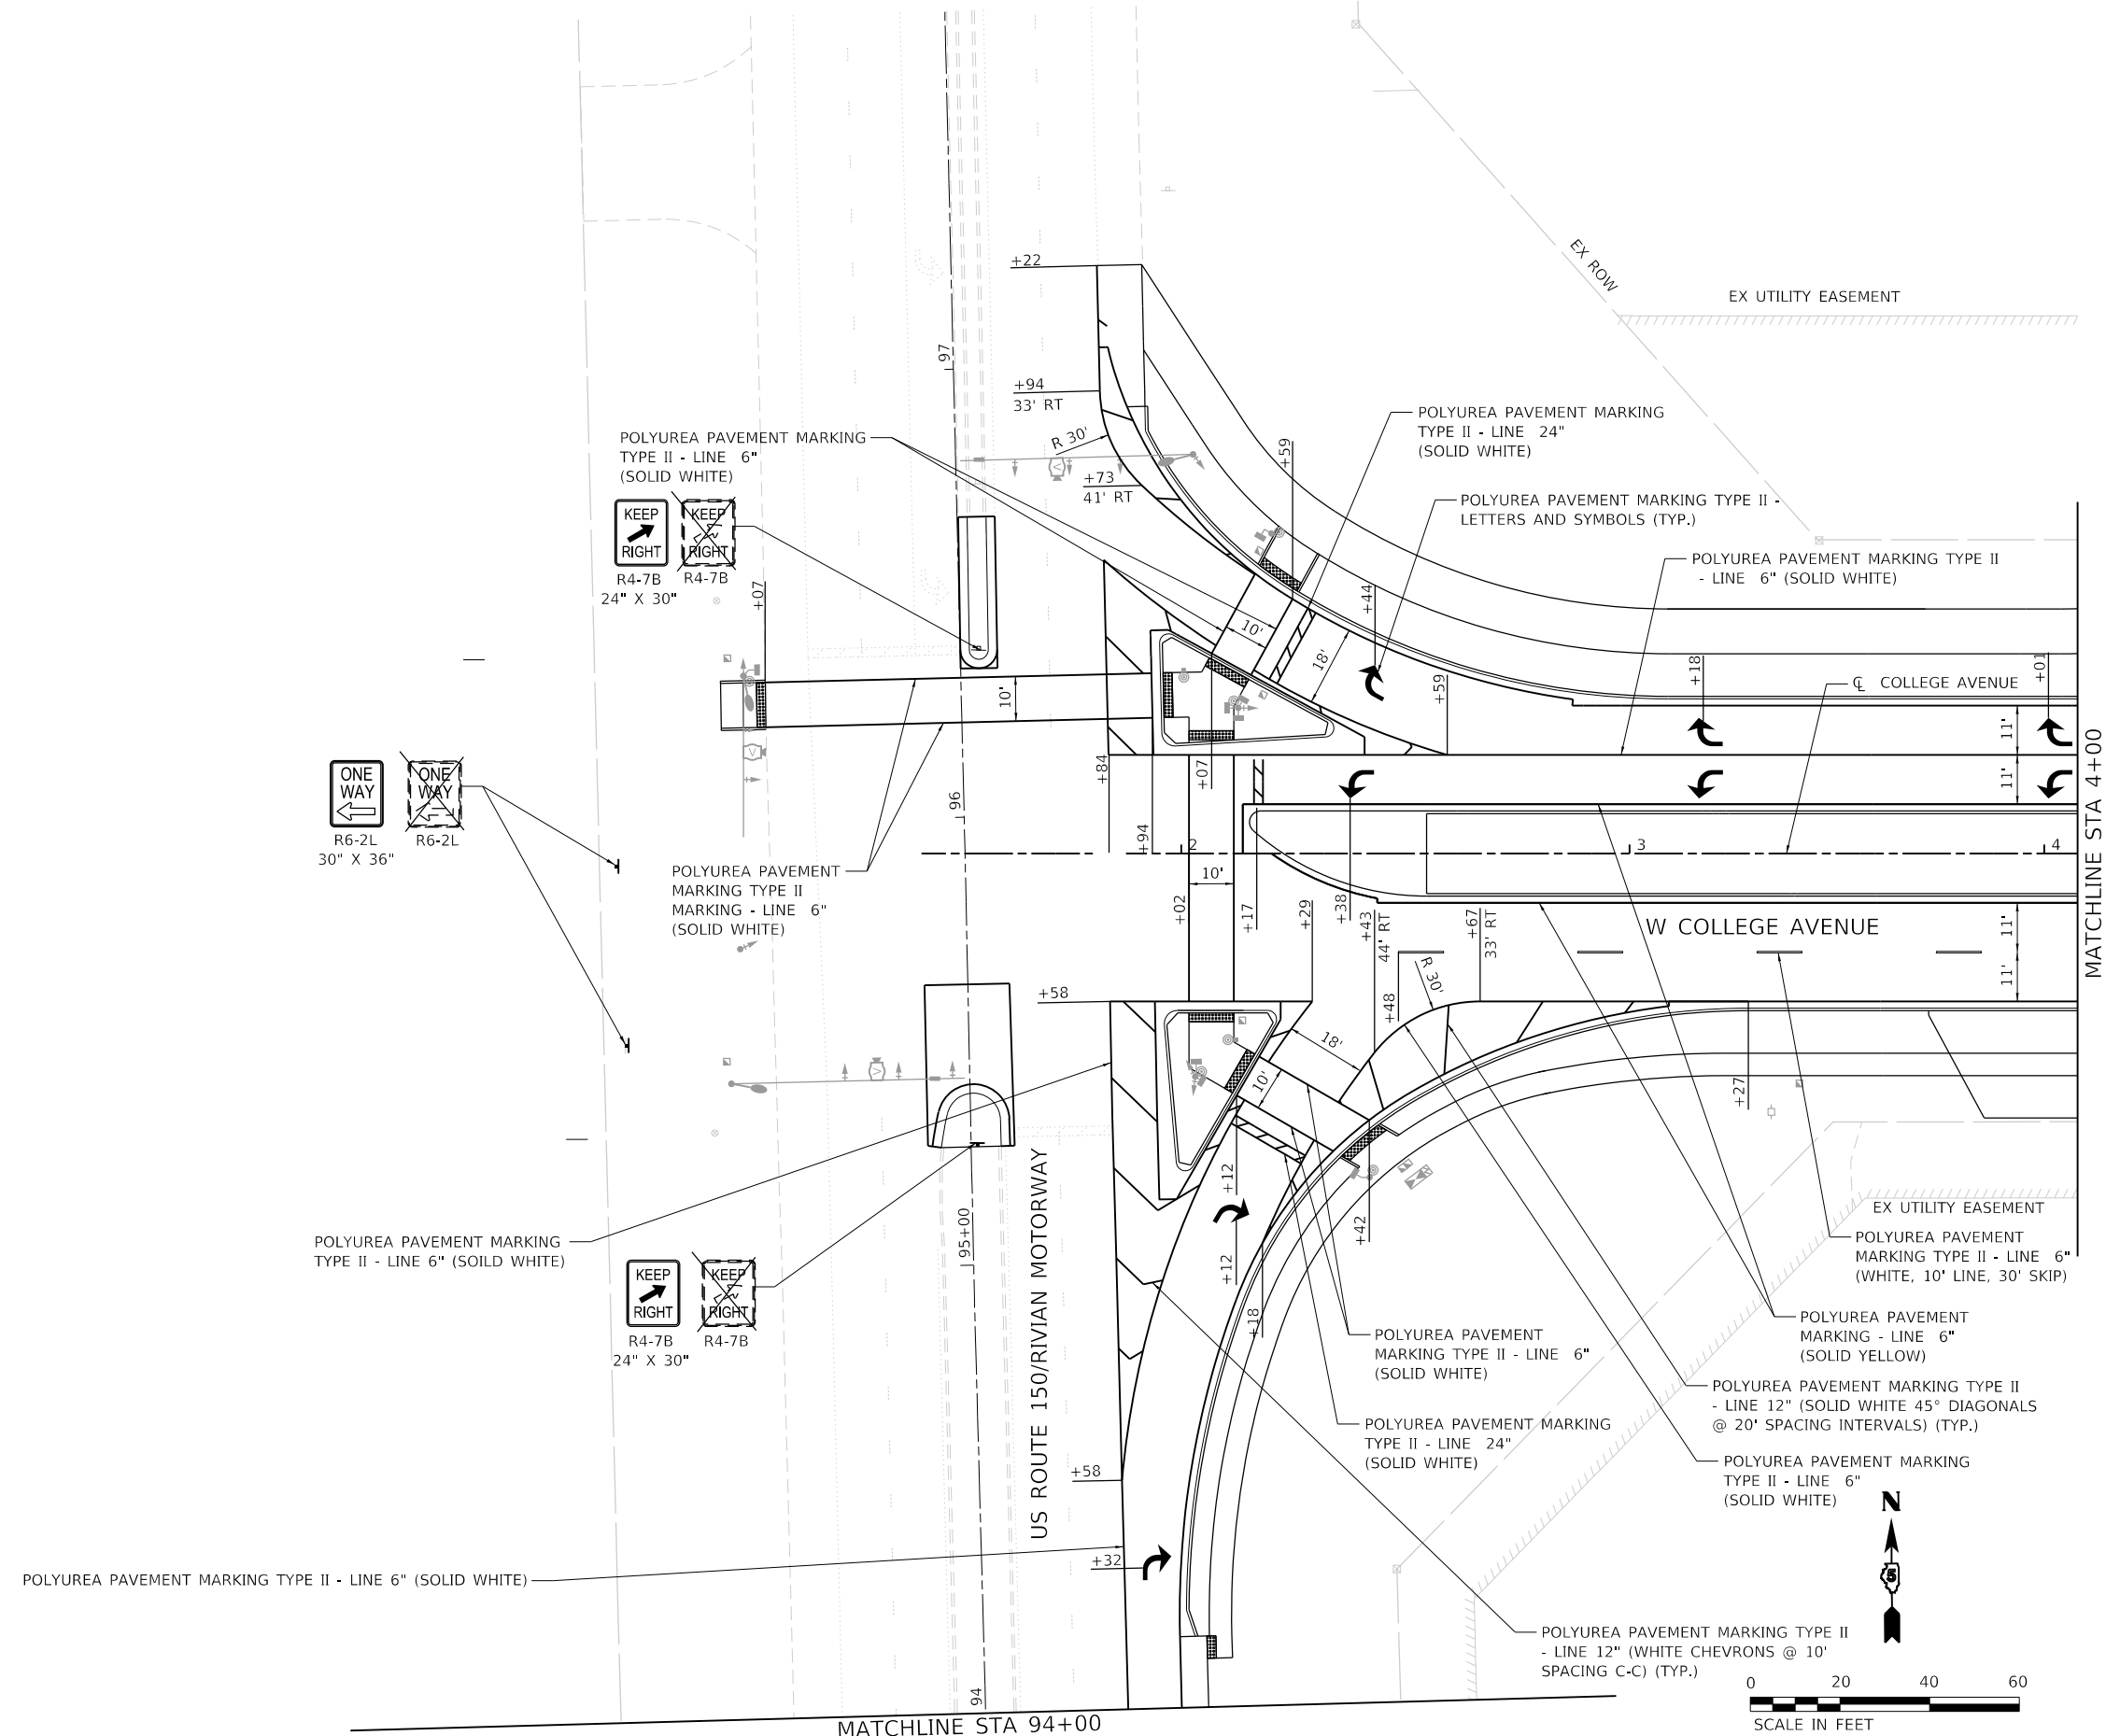 +22
97
EX ROW
EX UTILITY EASEMENT
+94
33' RT
R 30'
+73
41' RT
+59
POLYUREA PAVEMENT MARKING
TYPE II - LINE 24"
(SOLID WHITE)
POLYUREA PAVEMENT MARKING
TYPE II - LINE 6"
(SOLID WHITE)
POLYUREA PAVEMENT MARKING TYPE II -
LETTERS AND SYMBOLS (TYP.)
POLYUREA PAVEMENT MARKING TYPE II
- LINE 6" (SOLID WHITE)
KEEP
RIGHT
KEEP
RIGHT
R4-7B
R4-7B
24" X 30"
+07
10'
18'
+44
+59
+18
+01
℄ COLLEGE AVENUE
10'
11'
11'
MATCHLINE STA 4+00
+84
+07
96
+94
2
3
4
ONE
WAY
ONE
WAY
R6-2L
R6-2L
30" X 36"
POLYUREA PAVEMENT
MARKING TYPE II
MARKING - LINE 6"
(SOLID WHITE)
10'
+02
+17
+29
+38
+43
44' RT
+67
33' RT
W COLLEGE AVENUE
11'
11'
+58
+48
R 30'
18'
10'
+27
+12
+12
+42
+18
95+00
US ROUTE 150/RIVIAN MOTORWAY
EX UTILITY EASEMENT
POLYUREA PAVEMENT
MARKING TYPE II - LINE 6"
(WHITE, 10' LINE, 30' SKIP)
POLYUREA PAVEMENT MARKING
TYPE II - LINE 6" (SOILD WHITE)
KEEP
RIGHT
KEEP
RIGHT
R4-7B
R4-7B
24" X 30"
POLYUREA PAVEMENT
MARKING - LINE 6"
(SOLID YELLOW)
POLYUREA PAVEMENT
MARKING TYPE II - LINE 6"
(SOLID WHITE)
POLYUREA PAVEMENT MARKING TYPE II
- LINE 12" (SOLID WHITE 45° DIAGONALS
@ 20' SPACING INTERVALS) (TYP.)
POLYUREA PAVEMENT MARKING
TYPE II - LINE 24"
(SOLID WHITE)
POLYUREA PAVEMENT MARKING
TYPE II - LINE 6"
(SOLID WHITE)
+58
+32
POLYUREA PAVEMENT MARKING TYPE II - LINE 6" (SOLID WHITE)
N
5
POLYUREA PAVEMENT MARKING TYPE II
- LINE 12" (WHITE CHEVRONS @ 10'
SPACING C-C) (TYP.)
94
0 20 40 60
SCALE IN FEET
MATCHLINE STA 94+00